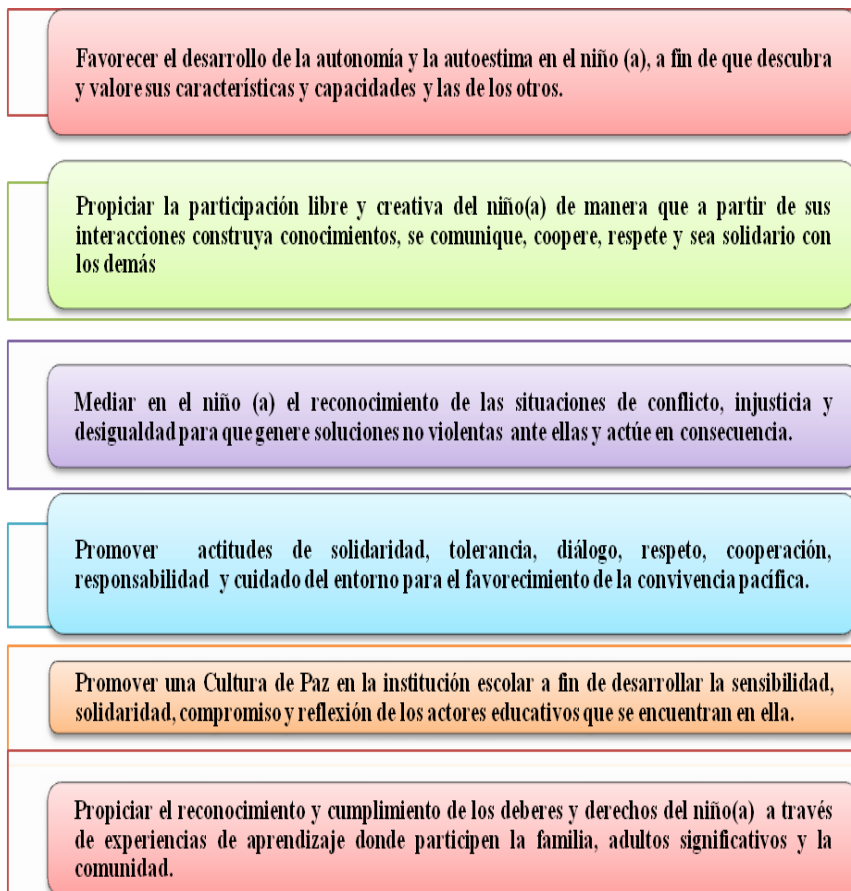 Favorecer el desarrollo de la autonomía y la autoestima en el niño (a), a fin de que descubra
y valore sus características y capacidades y las de los otros.
Propiciar la participación libre y creativa del niño(a) de manera que a partir de sus
interacciones construya conocimientos, se comunique, coopere, respete y sea solidario con
los demás
Mediar en el niño (a) el reconocimiento de las situaciones de conflicto, injusticia y
desigualdad para que genere soluciones no violentas ante ellas y actúe en consecuencia.
Promover actitudes de solidaridad, tolerancia, diálogo, respeto, cooperación,
responsabilidad y cuidado del entorno para el favorecimiento de la convivencia pacífica.
Promover una Cultura de Paz en la institución escolar a fin de desarrollar la sensibilidad,
solidaridad, compromiso y reflexión de los actores educativos que se encuentran en ella.
Propiciar el reconocimiento y cumplimiento de los deberes y derechos del niño(a) a través
de experiencias de aprendizaje donde participen la familia, adultos significativos y la
comunidad.